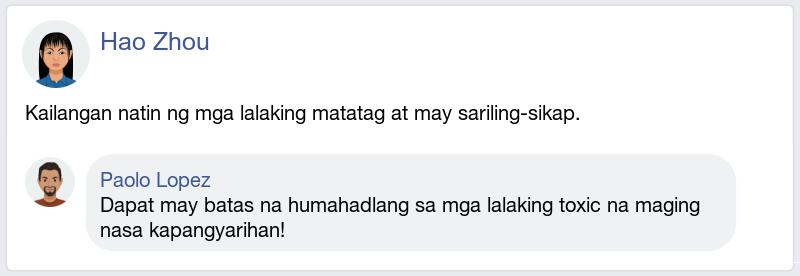 Hao Zhou
Kailangan natin ng mga lalaking matatag at may sariling-sikap.
Paolo Lopez
Dapat may batas na humahadlang sa mga lalaking toxic na maging
nasa kapangyarihan!